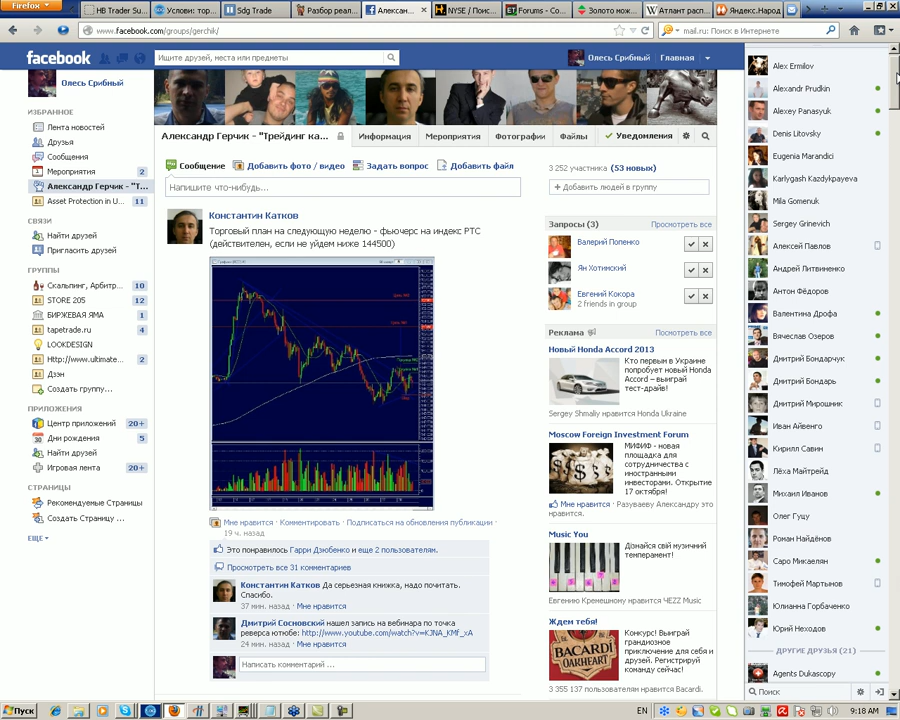 Firefox
HB Trader Su...
Услови: тор...
Sdg Trade
Разбор реал...
Александ...
NYSE / Поис...
Forums - Co...
Золото мож...
Атлант расп...
Яндекс.Народ
www.facebook.com/groups/gerchik/
mail.ru: Поиск в Интернете
facebook
Ищите друзей, места или предметы
Олесь Срибный
Главная
Олесь Срибный
ИЗБРАННОЕ
Лента новостей
Друзья
Сообщения
Мероприятия 2
Александр Герчик - "Т...
Asset Protection in U... 11
СВЯЗИ
Найти друзей
Пригласить друзей
ГРУППЫ
Скальпинг, Арбитр... 10
STORE 205 12
БИРЖЕВАЯ ЯМА 1
tapetrade.ru 4
LOOKDESIGN
Http://www.ultimate... 2
Дзэн
Создать группу...
ПРИЛОЖЕНИЯ
Центр приложений 20+
Дни рождения 5
Найти друзей
Игровая лента 20+
СТРАНИЦЫ
Рекомендуемые Страницы
Создать Страницу ...
ЕЩЕ
Александр Герчик - "Трейдинг ка...
Информация
Мероприятия
Фотографии
Файлы
Уведомления
Сообщение
Добавить фото / видео
Задать вопрос
Добавить файл
Напишите что-нибудь...
Константин Катков
Торговый план на следующую неделю - фьючерс на индекс РТС
(действителен, если не уйдем ниже 144500)
Мне нравится · Комментировать · Подписаться на обновления публикации ·
19 ч. назад
Это понравилось Гарри Дзюбенко и еще 2 пользователям.
Просмотреть все 31 комментариев
Константин Катков Да серьезная книжка, надо почитать.
Спасибо.
37 мин. назад · Мне нравится
Дмитрий Сосновский нашел запись на вебинара по точка
реверса ютюбе: http://www.youtube.com/watch?v=KJNA_KMf_xA
24 мин. назад · Мне нравится
Написать комментарий ...
3 252 участника (53 новых)
+ Добавить людей в группу
Запросы (3)
Просмотреть все
Валерий Попенко
Ян Хотинский
Евгений Кокора
2 friends in group
Реклама
Посмотреть все
Новый Honda Accord 2013
Кто первым в Украине
попробует новый Honda
Accord – выиграй
тест-драйв!
Sergey Shmaliy нравится Honda Ukraine
Moscow Foreign Investment Forum
МИФИФ - новая
площадка для
сотрудничества с
иностранными
инвесторами. Открытие
17 октября!
Мне нравится · Разуваеву Александру это
нравится.
Music You
Дізнайся свій музичний
темперамент!
Евгению Кремешному нравится ЧEZZ Music
Ждем тебя!
BACARDI
OAKHEART
Конкурс! Выиграй
грандиозное
приключение для себя и
друзей. Регистрируй
команду сейчас!
3 355 137 пользователям нравится Bacardi.
Alex Ermilov
Alexandr Prudkin
Alexey Panasyuk
Denis Litovsky
Eugenia Marandici
Karlygash Kazdykpayeva
Mila Gomenuk
Sergey Grinevich
Алексей Павлов
Андрей Литвиненко
Антон Фёдоров
Валентина Дрофа
Вячеслав Озеров
Дмитрий Бондарчук
Дмитрий Бондарь
Дмитрий Мирошник
Иван Айвенго
Кирилл Савин
Лёха Майтрейд
Михаил Иванов
Олег Гуцу
Роман Найдёнов
Саро Микаелян
Тимофей Мартынов
Юлианна Горбаченко
Юрий Неходов
ДРУГИЕ ДРУЗЬЯ (21)
Agents Dukascopy
Поиск
Пуск
EN
9:18 AM